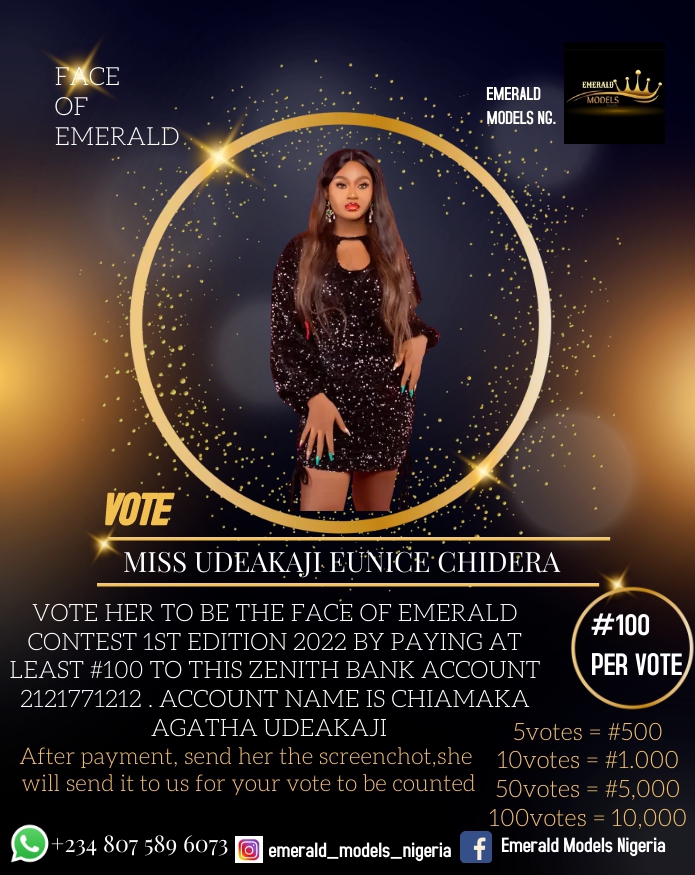 FACE
OF
EMERALD
EMERALD
MODELS NG.
EMERALD
MODELS
VOTE
MISS UDEAKAJI EUNICE CHIDERA
VOTE HER TO BE THE FACE OF EMERALD
CONTEST 1ST EDITION 2022 BY PAYING AT
LEAST #100 TO THIS ZENITH BANK ACCOUNT
2121771212 . ACCOUNT NAME IS CHIAMAKA
AGATHA UDEAKAJI
After payment, send her the screenchot,she
will send it to us for your vote to be counted
#100
PER VOTE
5votes = #500
10votes = #1.000
50votes = #5,000
100votes = 10,000
+234 807 589 6073
emerald_models_nigeria
Emerald Models Nigeria